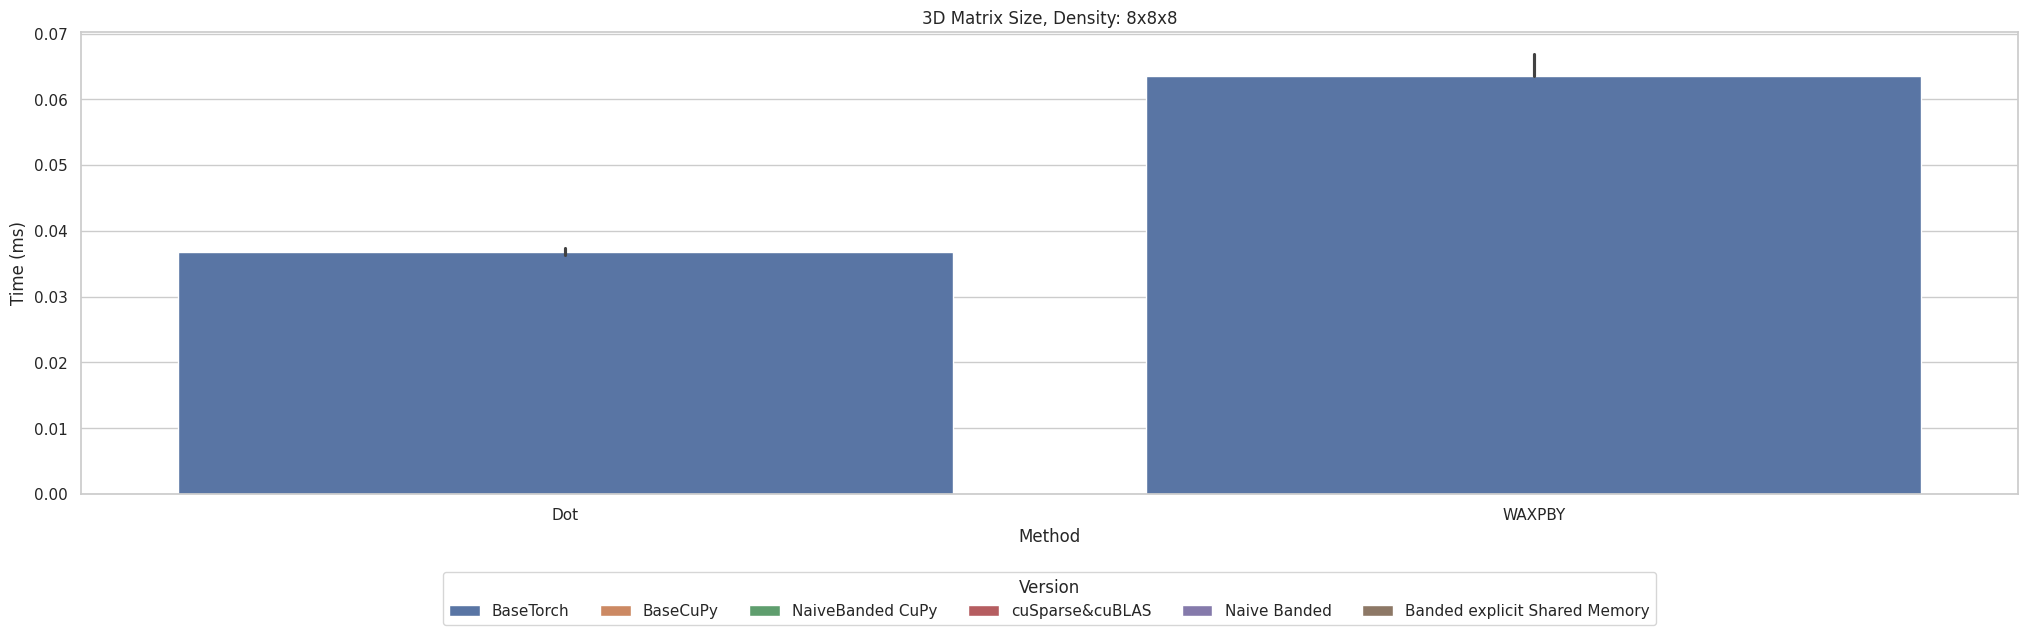 3D Matrix Size, Density: 8x8x8
0.07
0.06
0.05
0.04
0.03
0.02
0.01
0.00
Time (ms)
Dot WAXPBY
Method
Version
BaseTorch BaseCuPy NaiveBanded CuPy cuSparse&cuBLAS Naive Banded Banded explicit Shared Memory